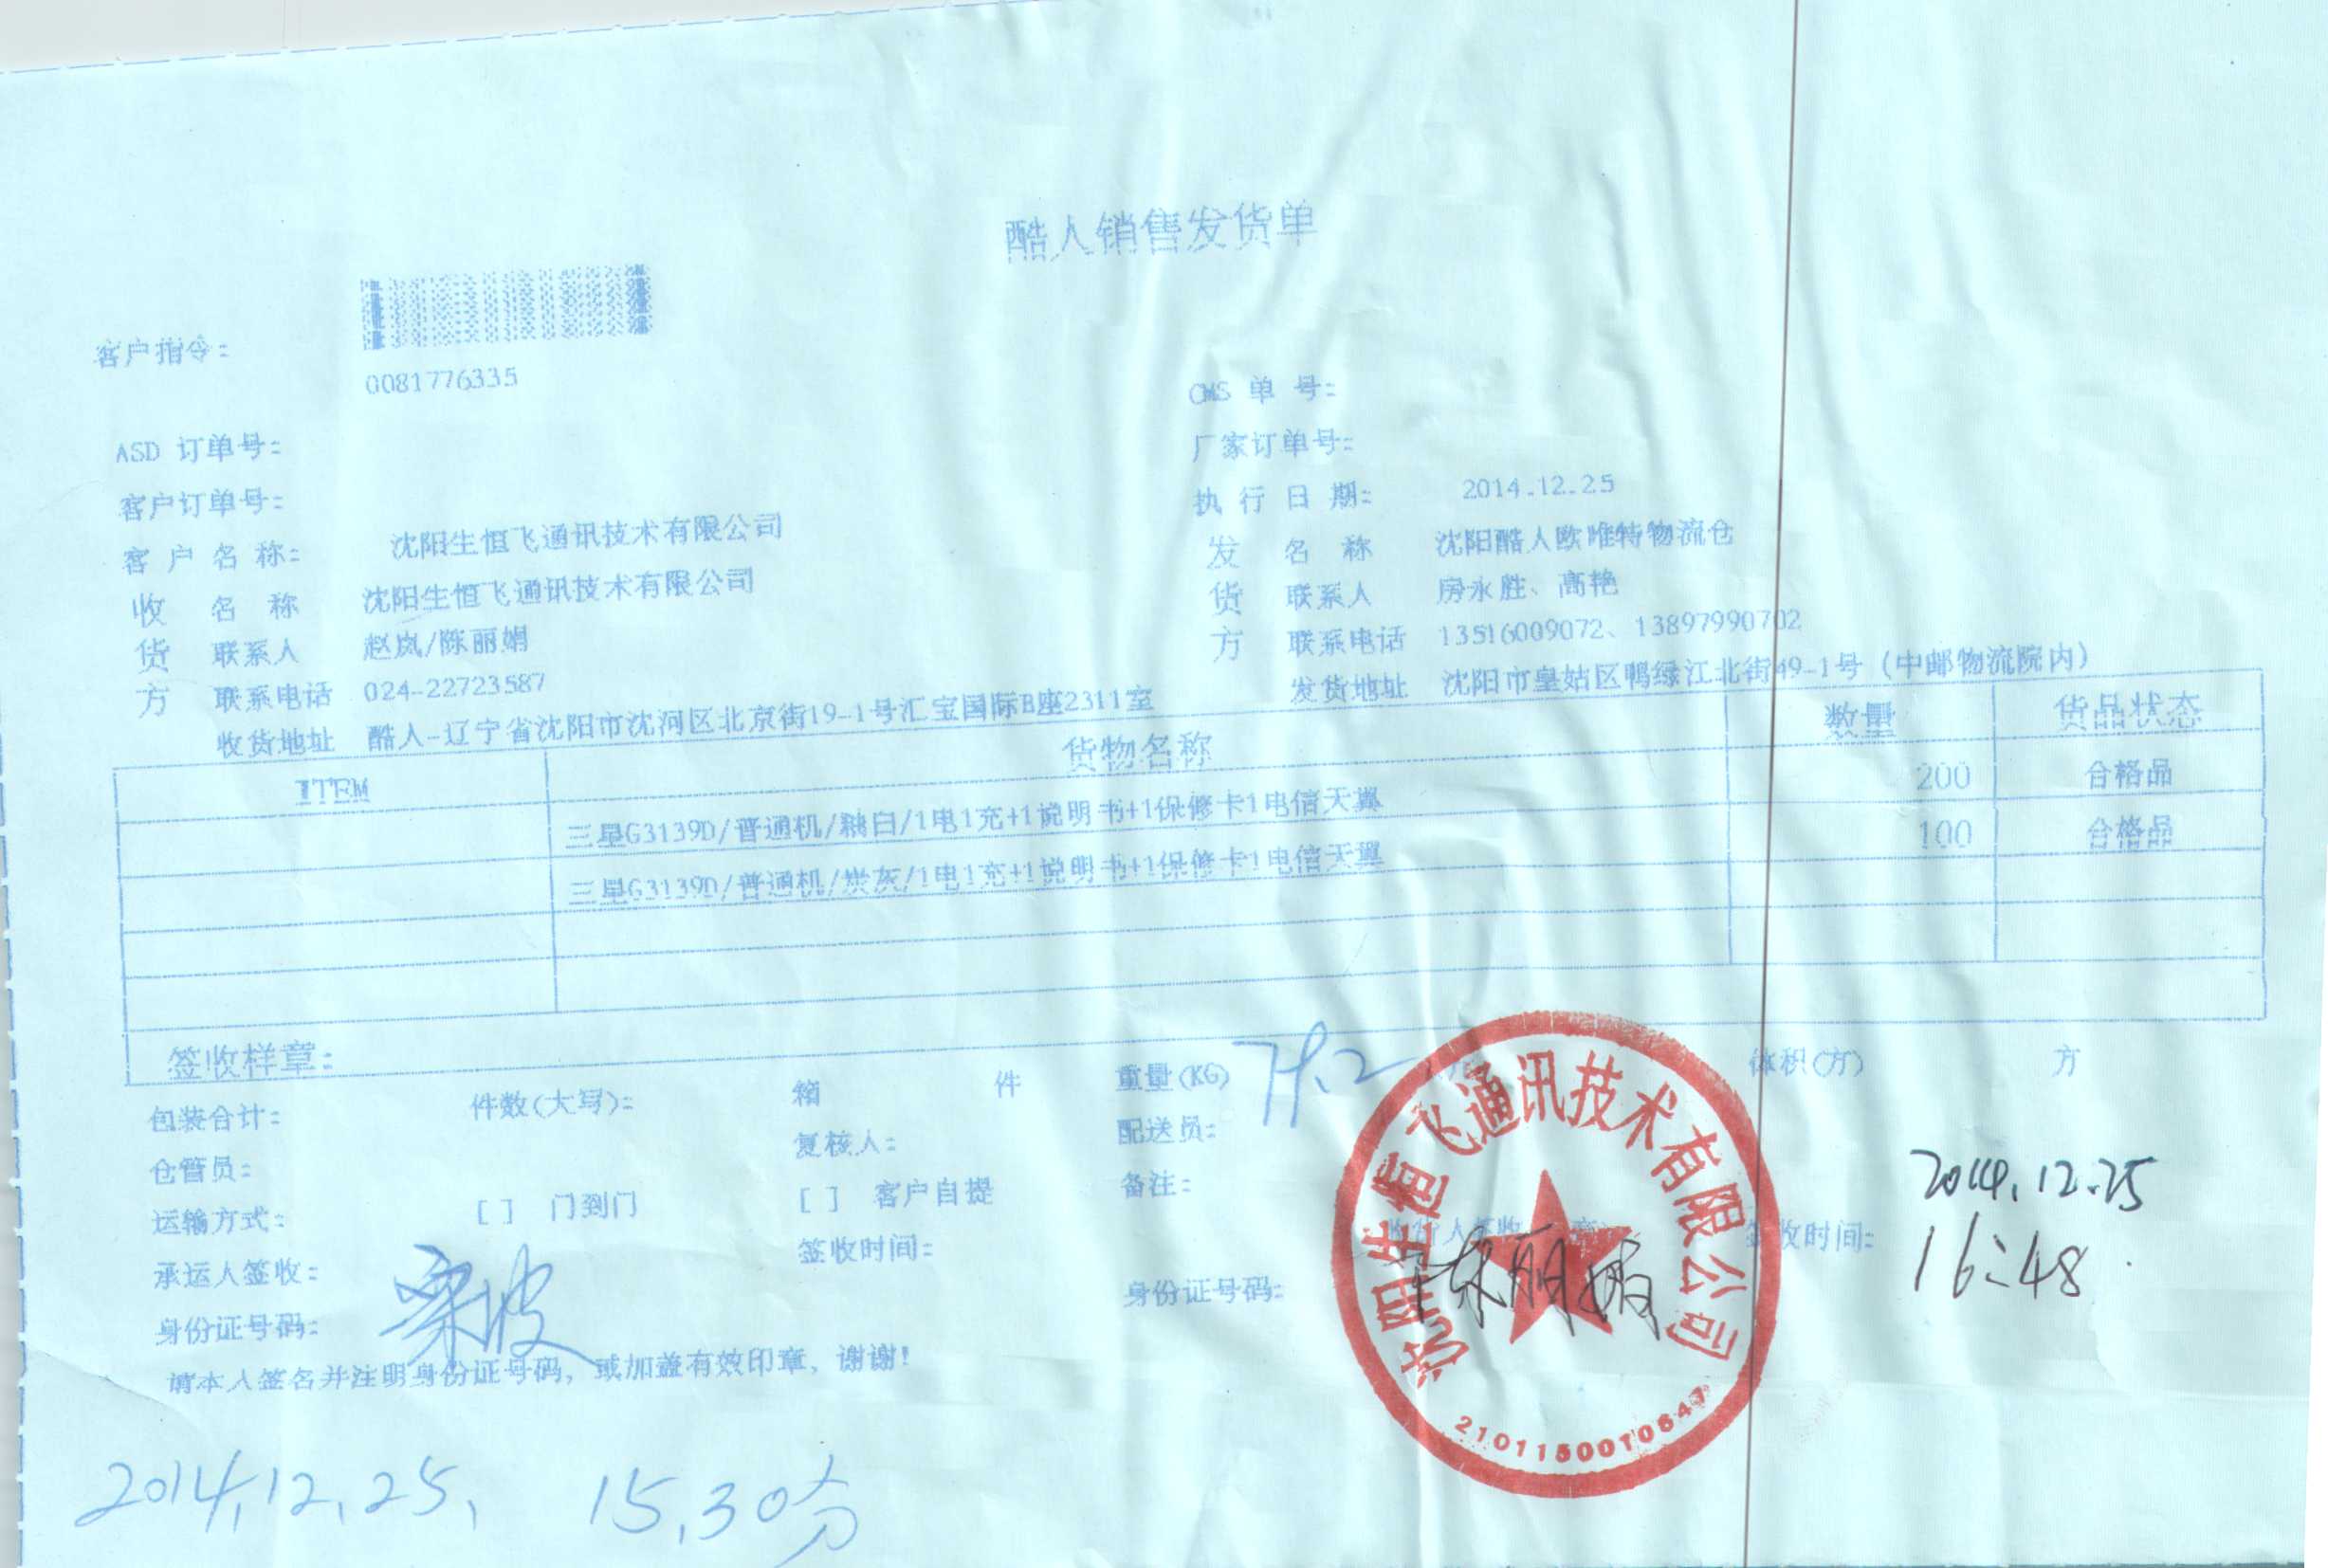 酷人销售发货单
客户指令:
0081776335
CMS 单 号:
ASD 订单号:
厂家订单号:
客户订单号:
执 行 日 期: 2014.12.25
客 户 名 称: 沈阳生恒飞通讯技术有限公司
发 名 称 沈阳酷人欧唯特物流仓
收 名 称 沈阳生恒飞通讯技术有限公司
货 联系人 房永胜、高艳
货 联系人 赵岚/陈丽娟
方 联系电话 13516009072、13897990702
方 联系电话 024-22723587
发货地址 沈阳市皇姑区鸭绿江北街49-1号 (中邮物流院内)
收货地址 酷人-辽宁省沈阳市沈河区北京街19-1号汇宝国际B座2311室
ITEM 货物名称 数量 货品状态
三星G3139D/普通机/釉白/1电1充+1说明书+1保修卡1电信天翼 200 合格品
三星G3139D/普通机/炭灰/1电1充+1说明书+1保修卡1电信天翼 100 合格品
签收样章:
包装合计: 件数(大写): 箱 件 重量(KG) 体积(方) 方
仓管员: 复核人: 配送员:
运输方式: [ ] 门到门 [ ] 客户自提 备注:
承运人签收: 签收时间: 收货人签收 章 签收时间:
2014.12.25
16:48
身份证号码: 身份证号码:
陈丽娟
请本人签名并注明身份证号码, 或加盖有效印章, 谢谢!
沈阳生恒飞通讯技术有限公司
2101150010647
2014,12,25, 15,30分